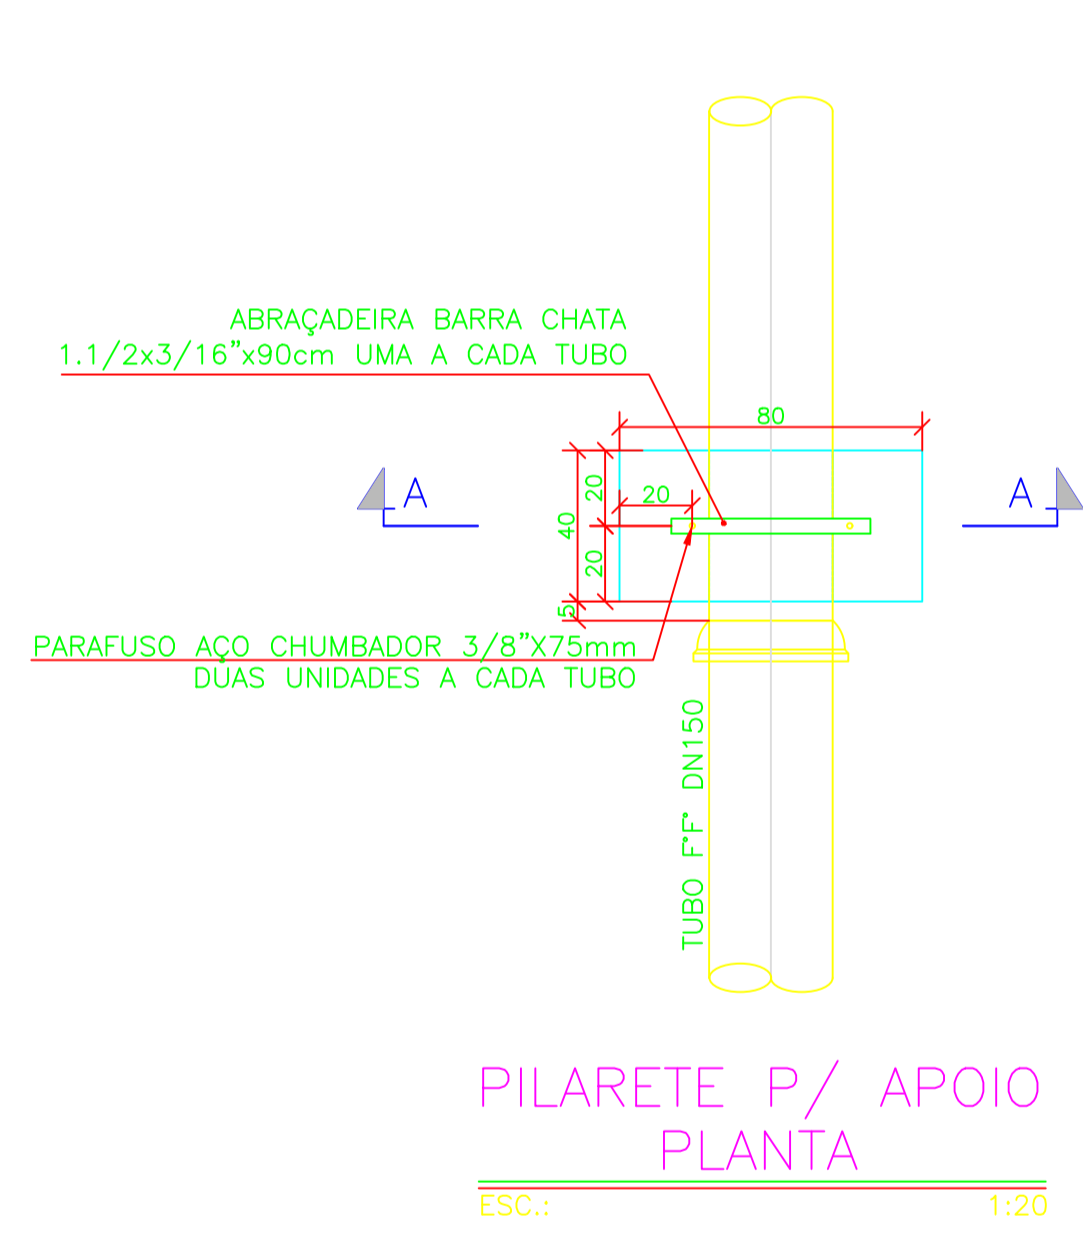 ABRAÇADEIRA BARRA CHATA
1.1/2x3/16"x90cm UMA A CADA TUBO
80
20
20
40
20
5
A
A
PARAFUSO AÇO CHUMBADOR 3/8"X75mm
DUAS UNIDADES A CADA TUBO
TUBO F°F° DN150
PILARETE P/ APOIO
PLANTA
ESC.: 1:20